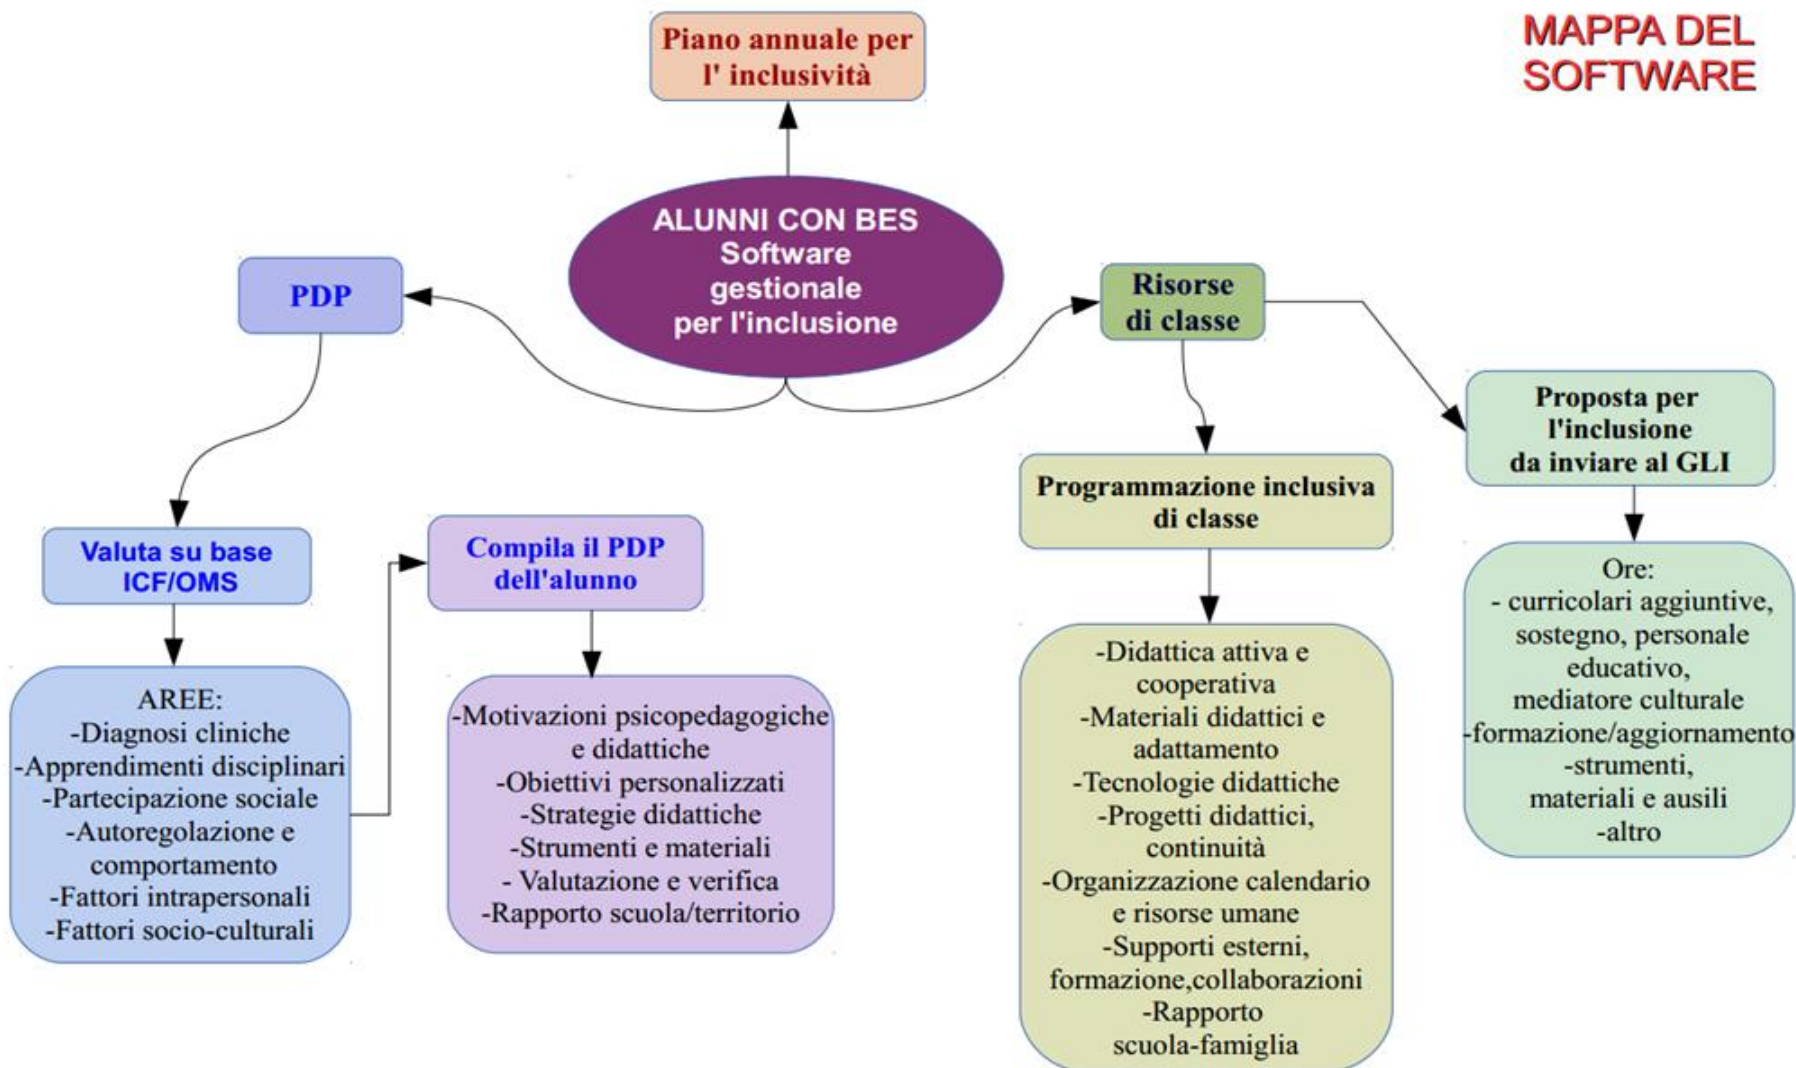 MAPPA DEL
SOFTWARE
Piano annuale per
l' inclusività
ALUNNI CON BES
Software
gestionale
per l'inclusione
PDP
Risorse
di classe
Valuta su base
ICF/OMS
AREE:
-Diagnosi cliniche
-Apprendimenti disciplinari
-Partecipazione sociale
-Autoregolazione e
comportamento
-Fattori intrapersonali
-Fattori socio-culturali
Compila il PDP
dell'alunno
-Motivazioni psicopedagogiche
e didattiche
-Obiettivi personalizzati
-Strategie didattiche
-Strumenti e materiali
- Valutazione e verifica
-Rapporto scuola/territorio
Programmazione inclusiva
di classe
-Didattica attiva e
cooperativa
-Materiali didattici e
adattamento
-Tecnologie didattiche
-Progetti didattici,
continuità
-Organizzazione calendario
e risorse umane
-Supporti esterni,
formazione,collaborazioni
-Rapporto
scuola-famiglia
Proposta per
l'inclusione
da inviare al GLI
Ore:
- curricolari aggiuntive,
sostegno, personale
educativo,
mediatore culturale
-formazione/aggiornamento
-strumenti,
materiali e ausili
-altro